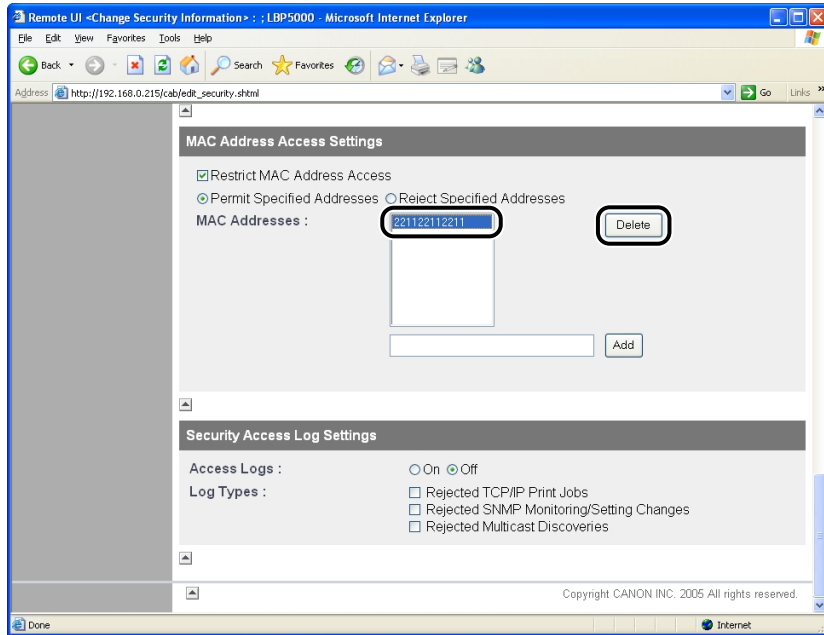 Remote UI <Change Security Information> : ; LBP5000 - Microsoft Internet Explorer
File Edit View Favorites Tools Help
Back Search Favorites
Address http://192.168.0.215/cab/edit_security.shtml Go Links »
MAC Address Access Settings
Restrict MAC Address Access
Permit Specified Addresses Reject Specified Addresses
MAC Addresses : 221122112211 Delete
Add
Security Access Log Settings
Access Logs : On Off
Log Types : Rejected TCP/IP Print Jobs
Rejected SNMP Monitoring/Setting Changes
Rejected Multicast Discoveries
Copyright CANON INC. 2005 All rights reserved.
Done Internet